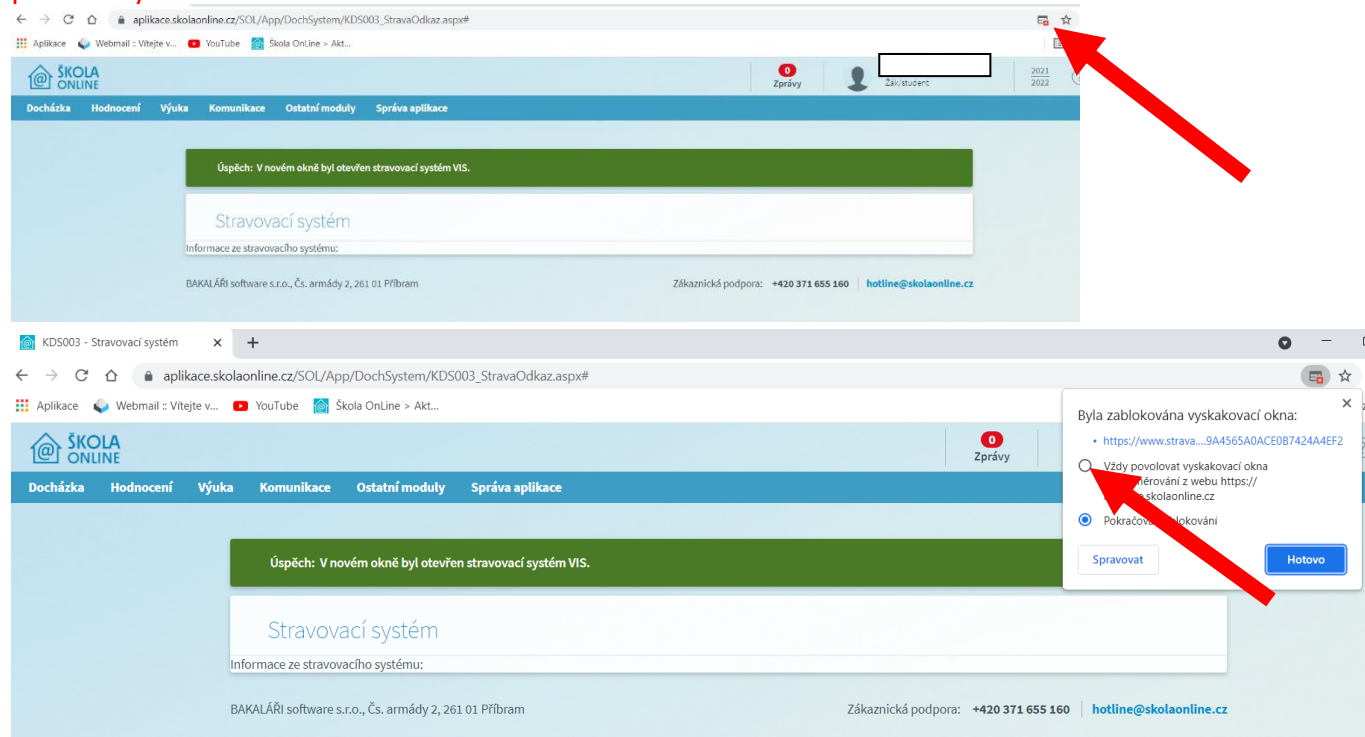 aplikace.skolaonline.cz/SOL/App/DochSystem/KDS003_StravaOdkaz.aspx#
Aplikace Webmail :: Vítejte v... YouTube Škola OnLine > Akt...
ŠKOLA ONLINE
0
Zprávy
Žák/student
2021
2022
Docházka Hodnocení Výuka Komunikace Ostatní moduly Správa aplikace
Úspěch: V novém okně byl otevřen stravovací systém VIS.
Stravovací systém
Informace ze stravovacího systému:
BAKALÁŘI software s.r.o., Čs. armády 2, 261 01 Příbram Zákaznická podpora: +420 371 655 160 hotline@skolaonline.cz
KDS003 - Stravovací systém
aplikace.skolaonline.cz/SOL/App/DochSystem/KDS003_StravaOdkaz.aspx#
Aplikace Webmail :: Vítejte v... YouTube Škola OnLine > Akt...
ŠKOLA ONLINE
0
Zprávy
Docházka Hodnocení Výuka Komunikace Ostatní moduly Správa aplikace
Úspěch: V novém okně byl otevřen stravovací systém VIS.
Stravovací systém
Informace ze stravovacího systému:
BAKALÁŘI software s.r.o., Čs. armády 2, 261 01 Příbram Zákaznická podpora: +420 371 655 160 hotline@skolaonline.cz
Byla zablokována vyskakovací okna:
• https://www.strava....9A4565A0ACE0B7424A4EF2
Vždy povolovat vyskakovací okna
z webu https://
skolaonline.cz
Spravovat Hotovo